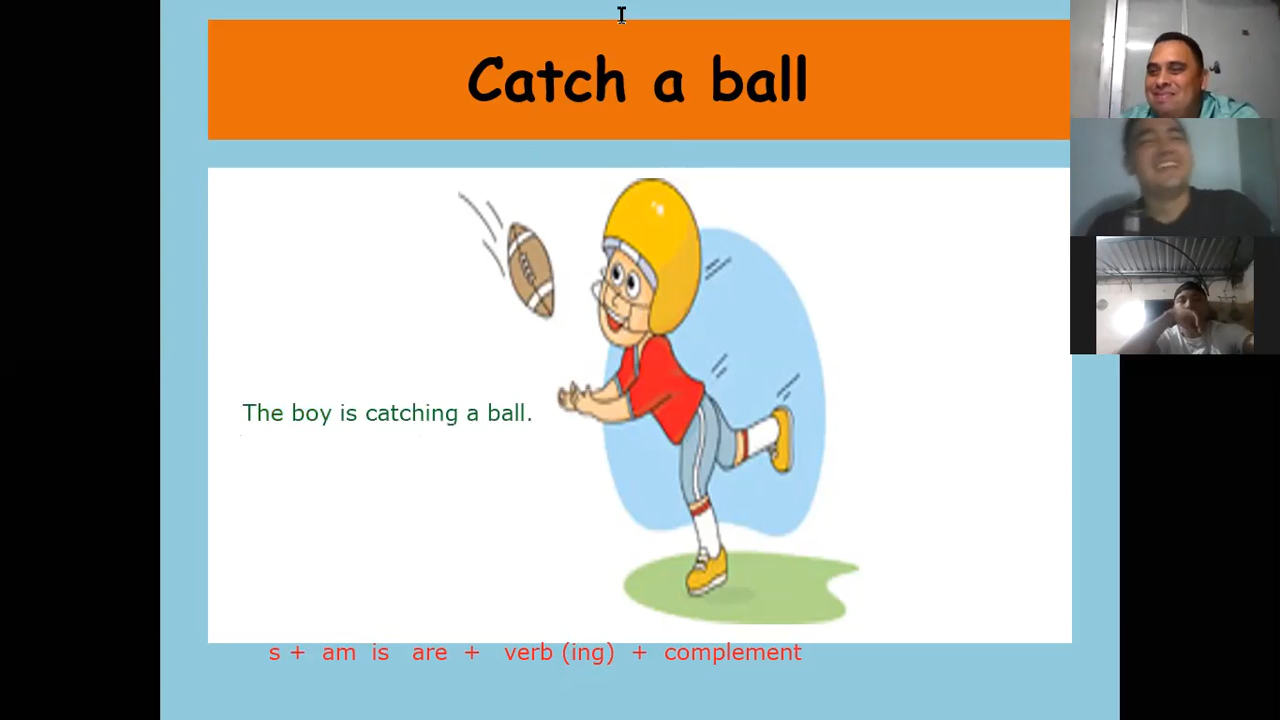 Catch a ball
The boy is catching a ball.
s + am is are + verb (ing) + complement